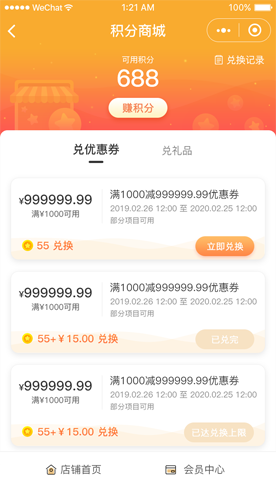 WeChat 1:21 AM 100%
积分商城
可用积分
688
兑换记录
赚积分
兑优惠券 兑礼品
¥999999.99
满¥1000可用
满1000减999999.99优惠券
2019.02.26 12:00 至 2020.02.25 12:00
部分项目可用
55 兑换
立即兑换
¥999999.99
满¥1000可用
满1000减999999.99优惠券
2019.02.26 12:00 至 2020.02.25 12:00
部分项目可用
55+¥15.00 兑换
已兑完
¥999999.99
满¥1000可用
满1000减999999.99优惠券
2019.02.26 12:00 至 2020.02.25 12:00
部分项目可用
55+¥15.00 兑换
已达兑换上限
店铺首页 会员中心